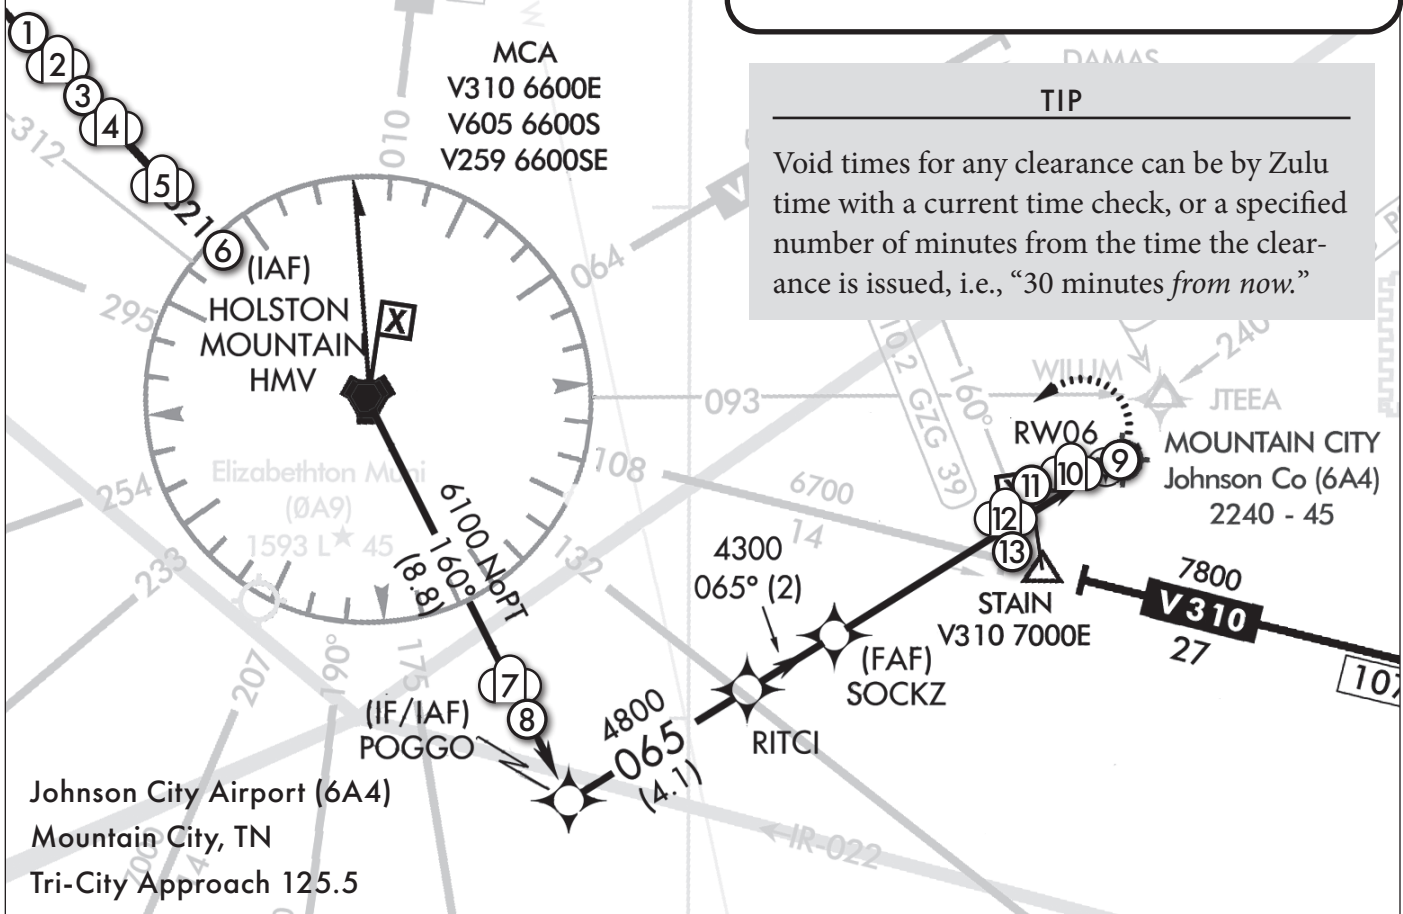 1
2
3
4
5
6
-312
321
MCA
V310 6600E
V605 6600S
V259 6600SE
010
DAMAS
TIP
Void times for any clearance can be by Zulu
time with a current time check, or a specified
number of minutes from the time the clear-
ance is issued, i.e., “30 minutes from now.”
064
295
(IAF)
HOLSTON
MOUNTAIN
HMV
X
10.2 GZG 39
160°
240
093
JTEEA
RW06
9
10
11
12
13
MOUNTAIN CITY
Johnson Co (6A4)
2240 - 45
108
6700
14
254
Elizabethton Muni
(0A9)
1593 L 45
233
132
6100 NoPT
160°
(8.8)
4300
065° (2)
STAIN
V310 7000E
7800
V310
27
107
207
190°
175
7
8
(IF/IAF)
POGGO
4800
065
(4.1)
RITCI
(FAF)
SOCKZ
IR-022
Johnson City Airport (6A4)
Mountain City, TN
Tri-City Approach 125.5
14